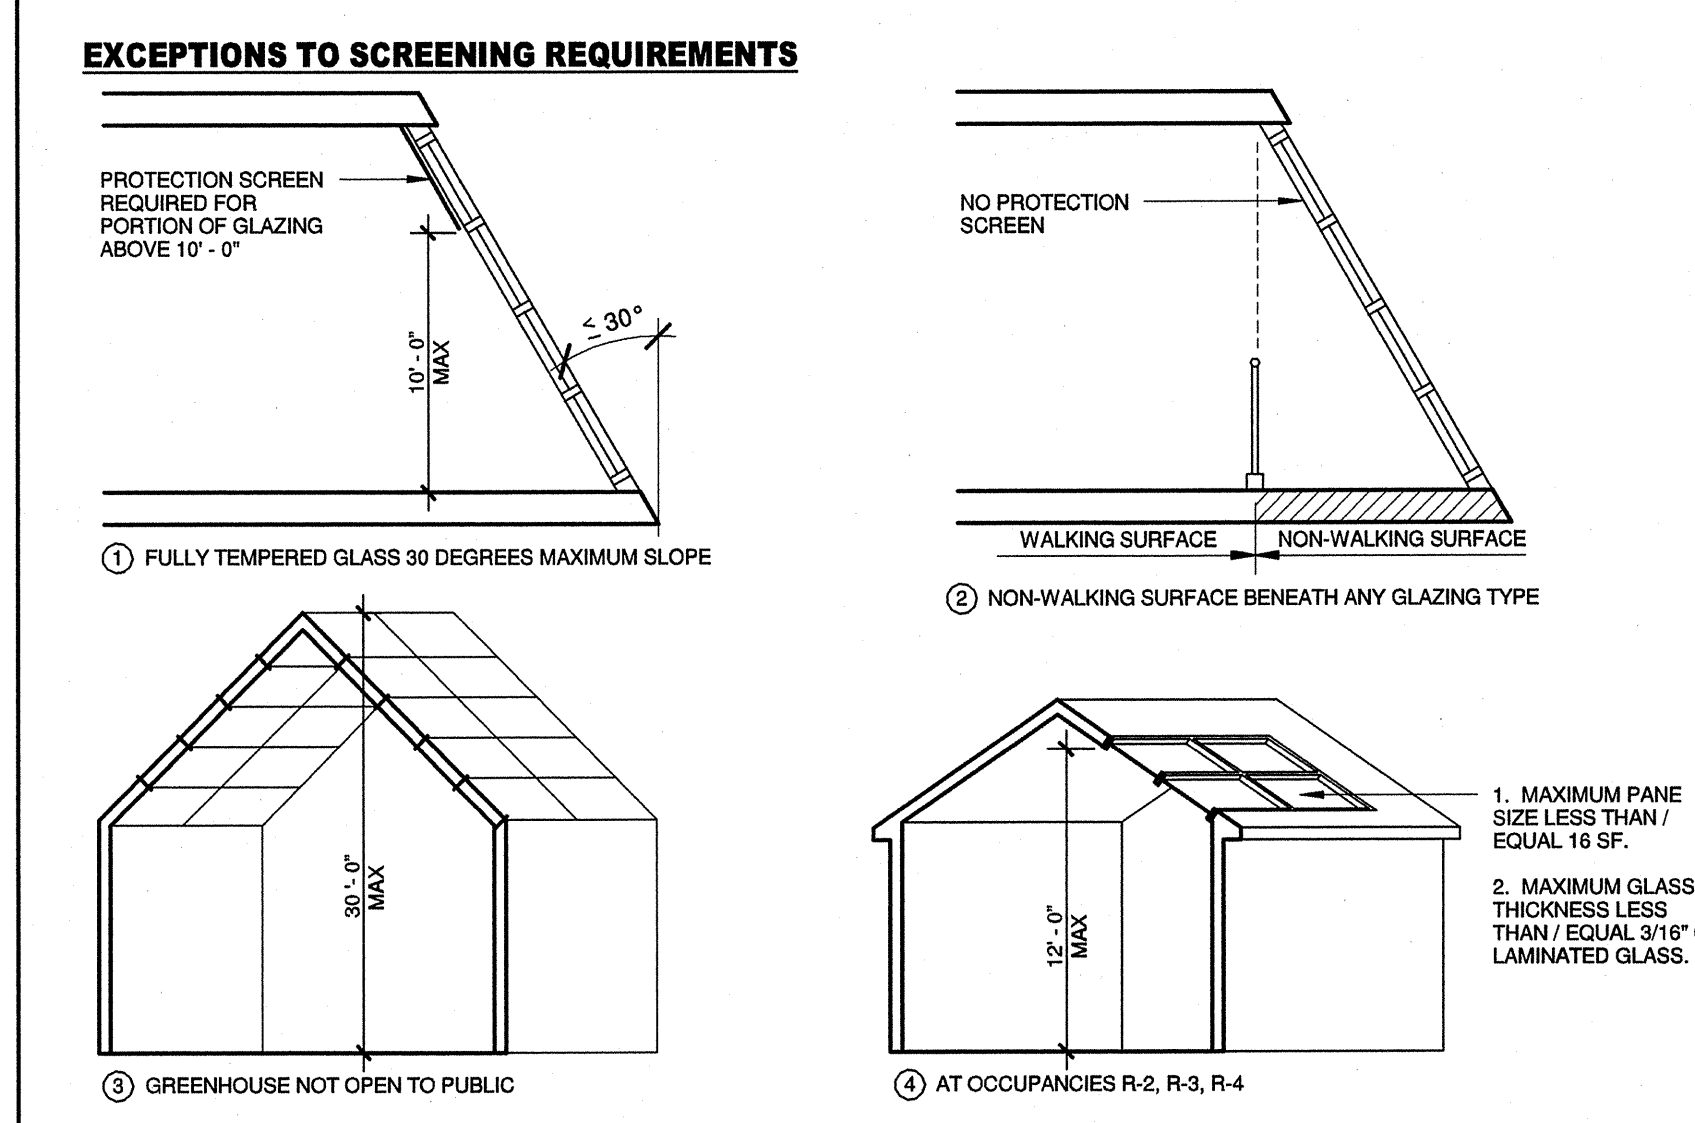 EXCEPTIONS TO SCREENING REQUIREMENTS
PROTECTION SCREEN
REQUIRED FOR
PORTION OF GLAZING
ABOVE 10' - 0"
10' - 0"
MAX
≤ 30°
1 FULLY TEMPERED GLASS 30 DEGREES MAXIMUM SLOPE
NO PROTECTION
SCREEN
WALKING SURFACE
NON-WALKING SURFACE
2 NON-WALKING SURFACE BENEATH ANY GLAZING TYPE
30 '- 0"
MAX
3 GREENHOUSE NOT OPEN TO PUBLIC
12' - 0"
MAX
1. MAXIMUM PANE
SIZE LESS THAN /
EQUAL 16 SF.
2. MAXIMUM GLASS
THICKNESS LESS
THAN / EQUAL 3/16"
LAMINATED GLASS.
4 AT OCCUPANCIES R-2, R-3, R-4